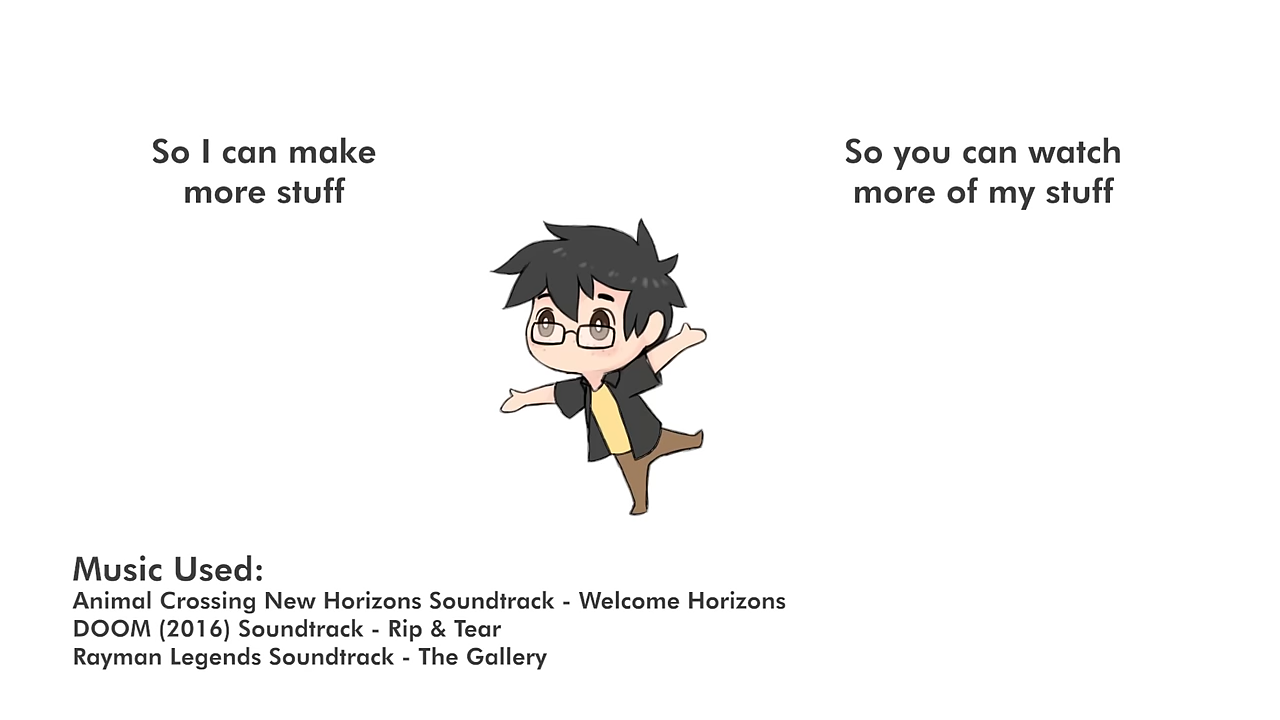 So I can make
more stuff
So you can watch
more of my stuff
Music Used:
Animal Crossing New Horizons Soundtrack - Welcome Horizons
DOOM (2016) Soundtrack - Rip & Tear
Rayman Legends Soundtrack - The Gallery